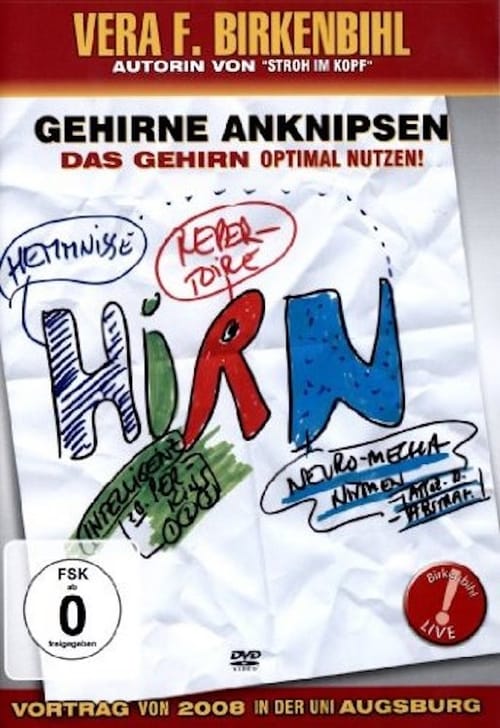 VERA F. BIRKENBIHL
AUTORIN VON "STROH IM KOPF"
GEHIRNE ANKNIPSEN
DAS GEHIRN OPTIMAL NUTZEN!
HEMMNISSE
REPER-
TOIRE
HiRN
INTELLIGENZ
NEURO-MECHA
NISMEN
FSK
ab
0
freigegeben
Birkenbihl
!
LIVE
DVD
VIDEO
VORTRAG VON 2008 IN DER UNI AUGSBURG